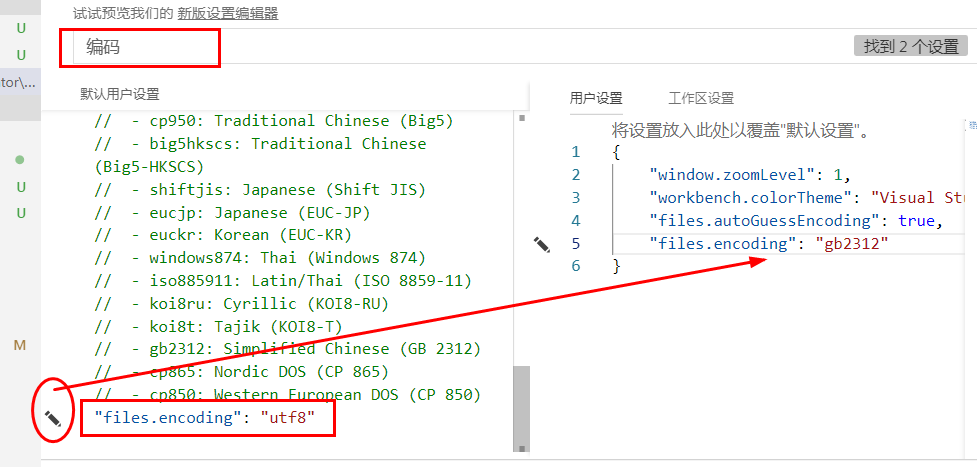 试试预览我们的 新版设置编辑器
U
编码
找到 2 个设置
U
tor\...
默认用户设置
// - cp950: Traditional Chinese (Big5)
// - big5hkscs: Traditional Chinese
(Big5-HKSCS)
// - shiftjis: Japanese (Shift JIS)
// - eucjp: Japanese (EUC-JP)
// - euckr: Korean (EUC-KR)
// - windows874: Thai (Windows 874)
// - iso885911: Latin/Thai (ISO 8859-11)
// - koi8ru: Cyrillic (KOI8-RU)
// - koi8t: Tajik (KOI8-T)
// - gb2312: Simplified Chinese (GB 2312)
// - cp865: Nordic DOS (CP 865)
// - cp850: Western European DOS (CP 850)
"files.encoding": "utf8"
U
U
M
用户设置 工作区设置
将设置放入此处以覆盖"默认设置"。
1 {
2 "window.zoomLevel": 1,
3 "workbench.colorTheme": "Visual Stu
4 "files.autoGuessEncoding": true,
5 "files.encoding": "gb2312"
6 }